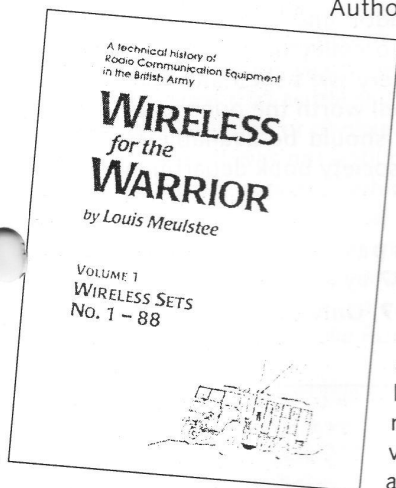 Autho
A technical history of
Radio Communication Equipment
in the British Army
WIRELESS
for the
WARRIOR
by Louis Meulstee
VOLUME 1
WIRELESS SETS
No. 1 – 88